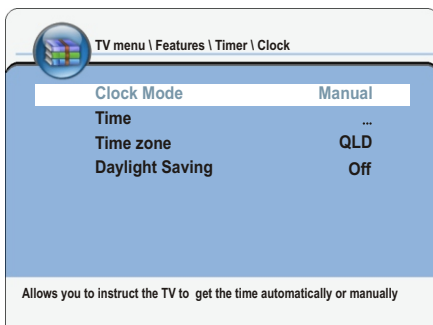 TV menu \ Features \ Timer \ Clock
Clock Mode Manual
Time ...
Time zone QLD
Daylight Saving Off
Allows you to instruct the TV to get the time automatically or manually